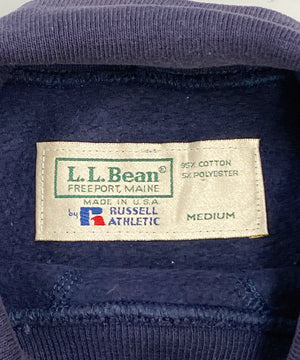 L.L.Bean®
FREEPORT, MAINE
MADE IN U.S.A.
by R RUSSELL
ATHLETIC
95% COTTON
5% POLYESTER
MEDIUM